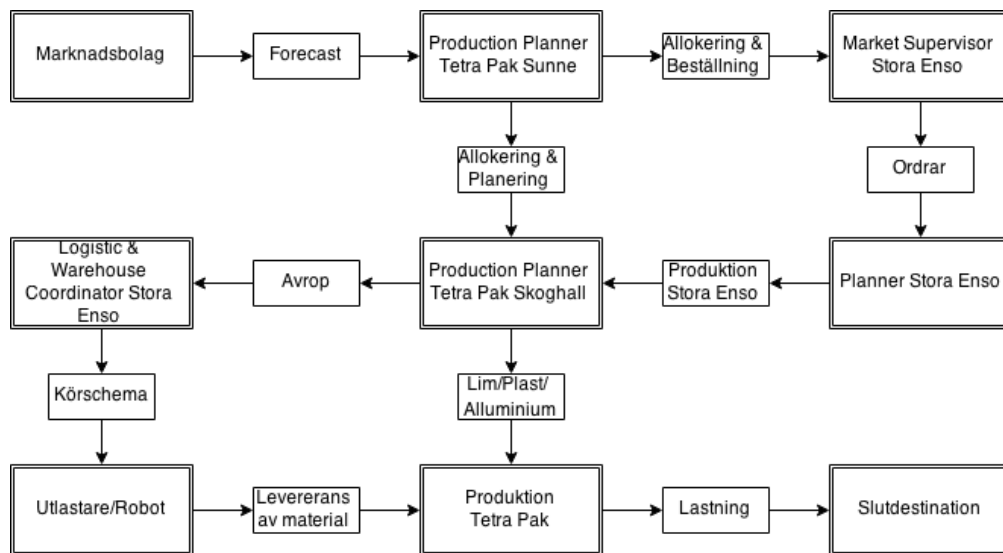 Marknadsbolag
Forecast
Production Planner
Tetra Pak Sunne
Allokering &
Beställning
Market Supervisor
Stora Enso
Allokering &
Planering
Ordrar
Logistic &
Warehouse
Coordinator Stora
Enso
Avrop
Production Planner
Tetra Pak Skoghall
Produktion
Stora Enso
Planner Stora Enso
Körschema
Lim/Plast/
Alluminium
Utlastare/Robot
Levererans
av material
Produktion
Tetra Pak
Lastning
Slutdestination